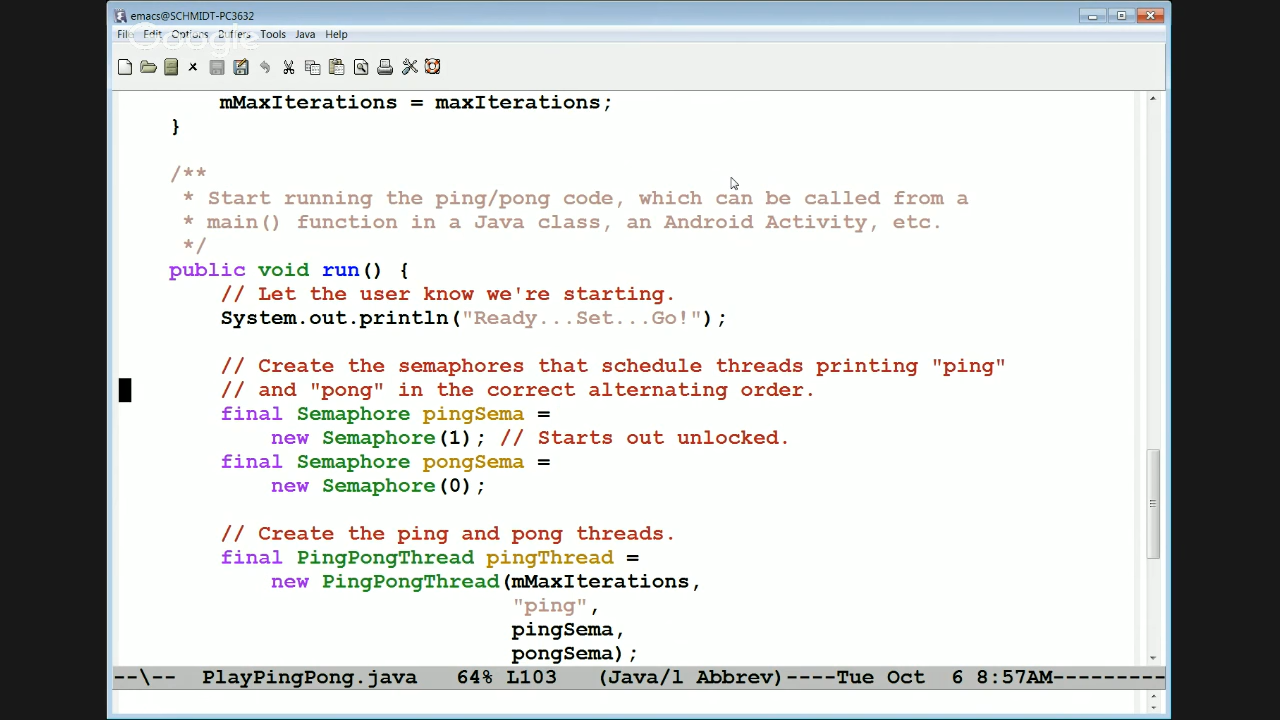 emacs@SCHMIDT-PC3632
File Edit Options Buffers Tools Java Help
Google
mMaxIterations = maxIterations;
}
/**
* Start running the ping/pong code, which can be called from a
* main() function in a Java class, an Android Activity, etc.
*/
public void run() {
// Let the user know we're starting.
System.out.println("Ready...Set...Go!");
// Create the semaphores that schedule threads printing "ping"
// and "pong" in the correct alternating order.
final Semaphore pingSema =
new Semaphore(1); // Starts out unlocked.
final Semaphore pongSema =
new Semaphore(0);
// Create the ping and pong threads.
final PingPongThread pingThread =
new PingPongThread(mMaxIterations,
"ping",
pingSema,
pongSema);
--\-- PlayPingPong.java 64% L103 (Java/l Abbrev)----Tue Oct 6 8:57AM---------